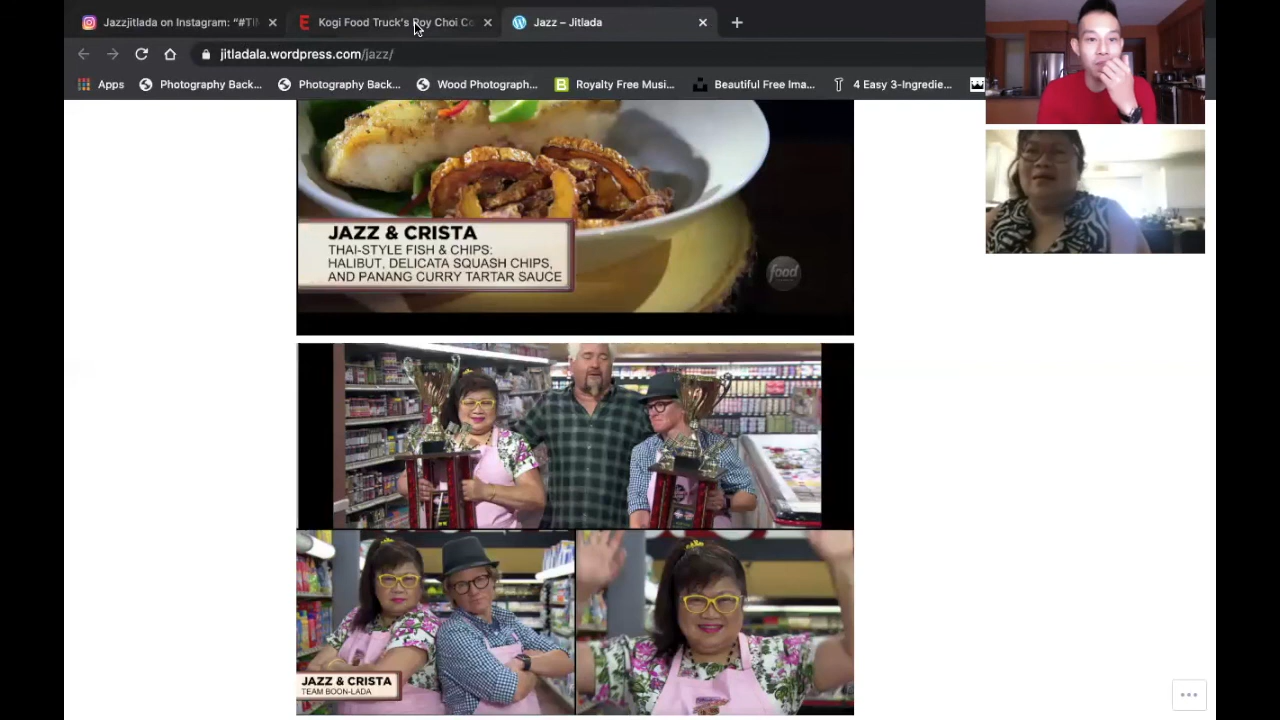 Jazzjitlada on Instagram: “#TI
Kogi Food Truck's Roy Choi Co
Jazz – Jitlada
jitladala.wordpress.com/jazz/
Apps
Photography Back...
Photography Back...
Wood Photograph...
Royalty Free Musi...
Beautiful Free Ima...
4 Easy 3-Ingredie...
JAZZ & CRISTA
THAI-STYLE FISH & CHIPS:
HALIBUT, DELICATA SQUASH CHIPS,
AND PANANG CURRY TARTAR SAUCE
food
JAZZ & CRISTA
TEAM BOON-LADA